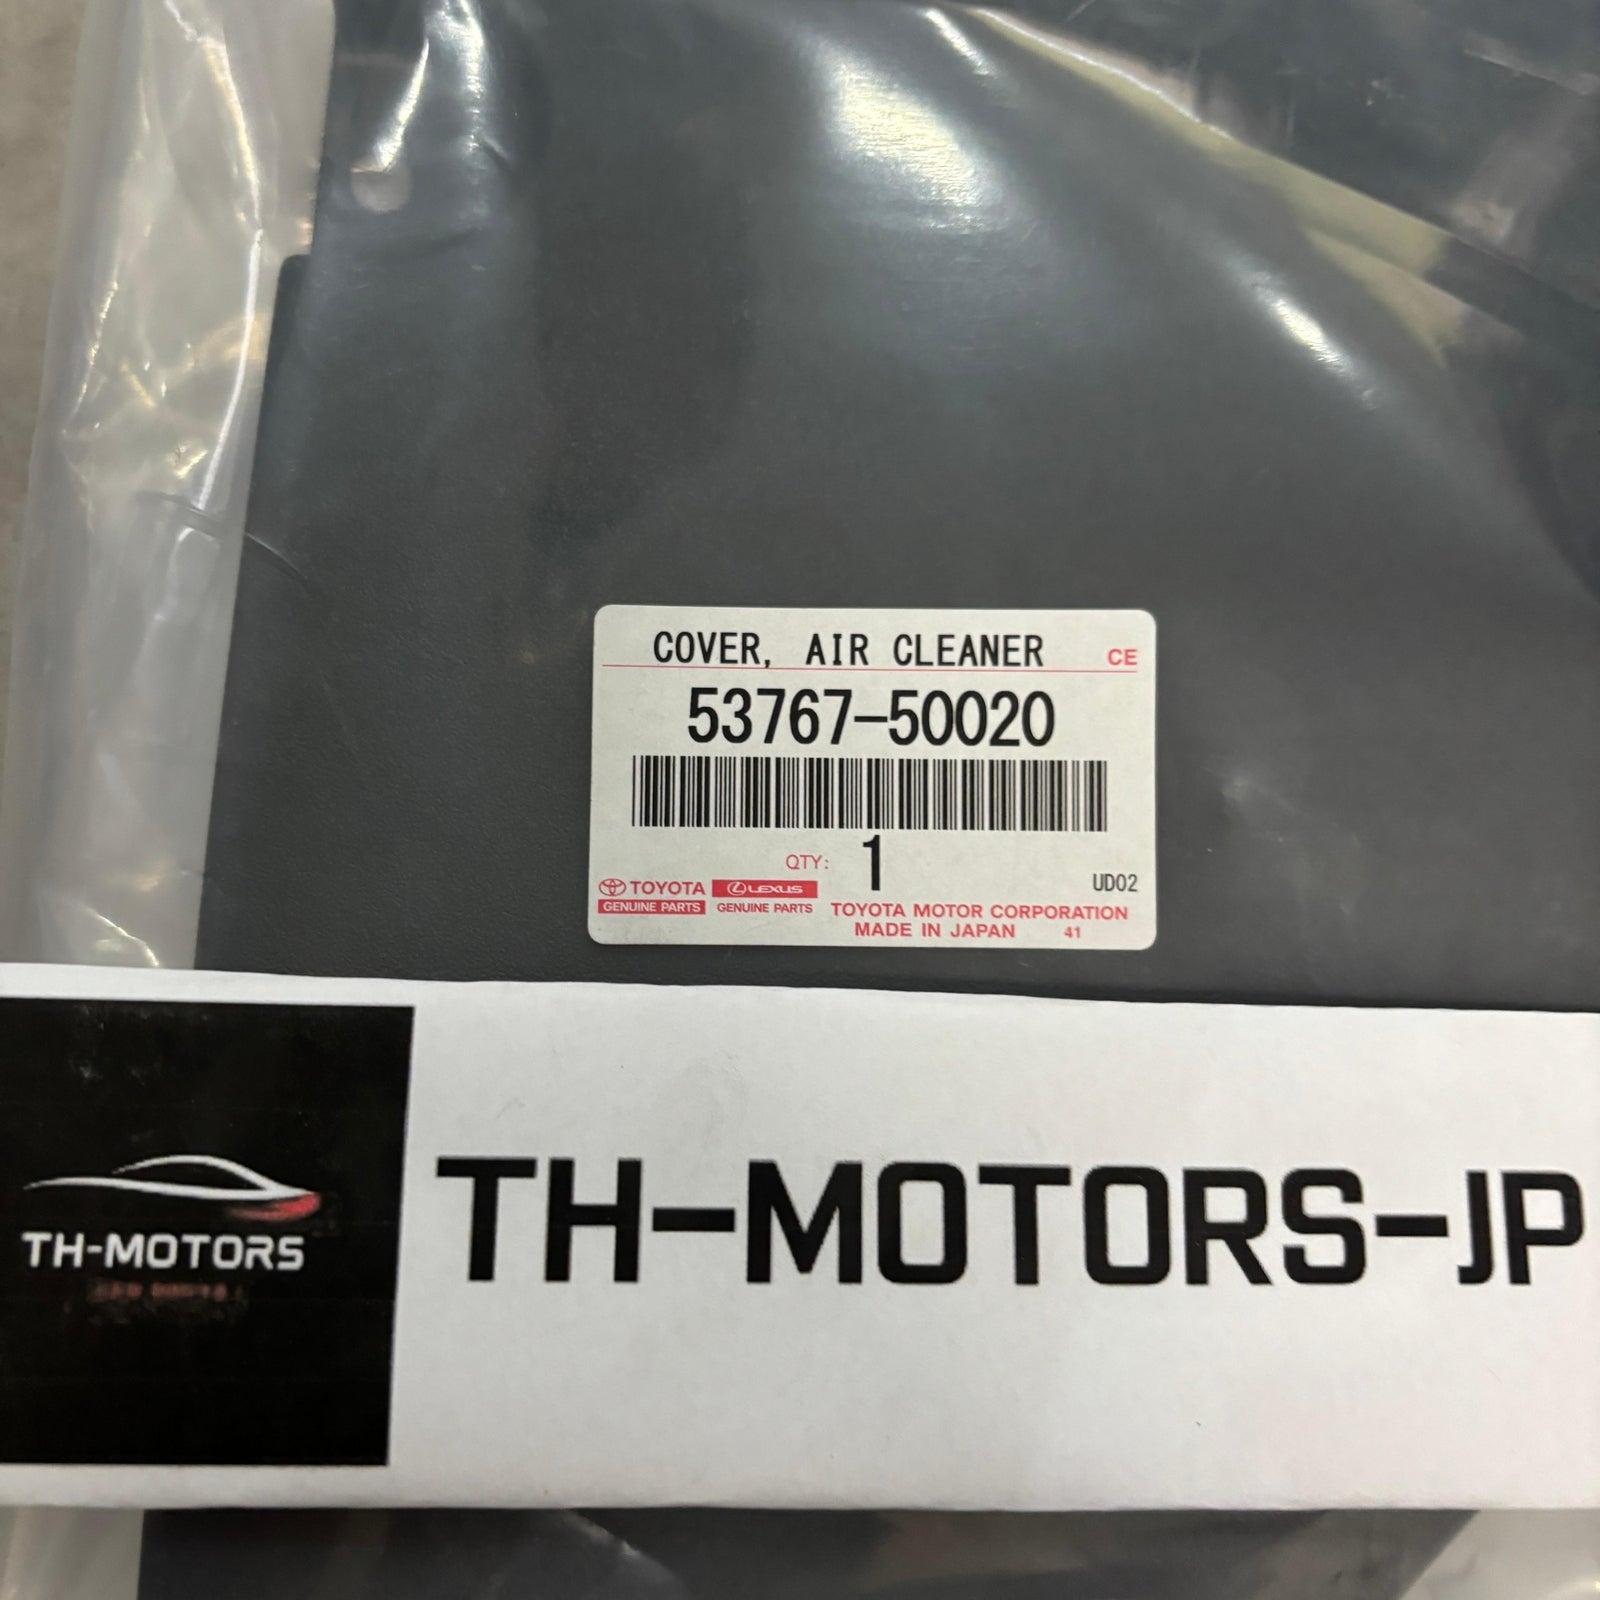 COVER, AIR CLEANER CE
53767-50020
QTY: 1
UD02
TOYOTA LEXUS
GENUINE PARTS GENUINE PARTS
TOYOTA MOTOR CORPORATION
MADE IN JAPAN 41
TH-MOTORS
TH-MOTORS-JP